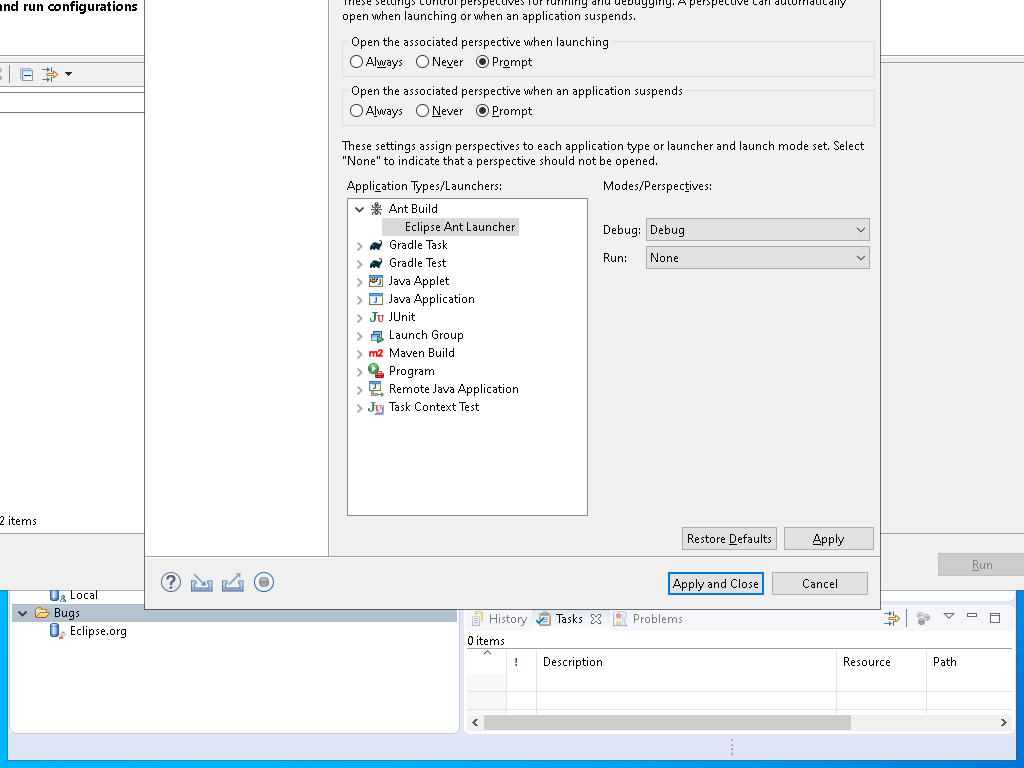 and run configurations
These settings control perspectives for running and debugging. A perspective can automatically
open when launching or when an application suspends.
Open the associated perspective when launching
Always Never Prompt
Open the associated perspective when an application suspends
Always Never Prompt
These settings assign perspectives to each application type or launcher and launch mode set. Select
"None" to indicate that a perspective should not be opened.
Application Types/Launchers:
Modes/Perspectives:
Ant Build
Eclipse Ant Launcher
Gradle Task
Gradle Test
Java Applet
Java Application
JUnit
Launch Group
Maven Build
Program
Remote Java Application
Task Context Test
Debug: Debug
Run: None
2 items
Restore Defaults Apply
Run
Apply and Close Cancel
Local
Bugs
Eclipse.org
History Tasks Problems
0 items
! Description Resource Path